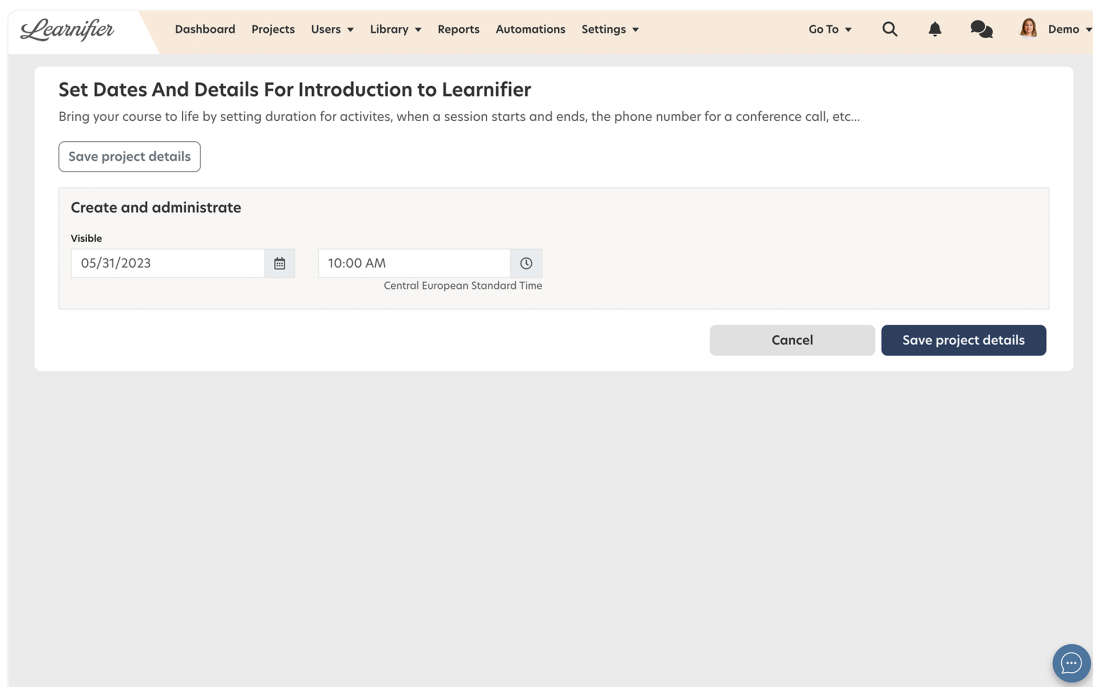 Learnifier Dashboard Projects Users Library Reports Automations Settings Go To Demo
Set Dates And Details For Introduction to Learnifier
Bring your course to life by setting duration for activites, when a session starts and ends, the phone number for a conference call, etc...
Save project details
Create and administrate
Visible
05/31/2023 10:00 AM
Central European Standard Time
Cancel Save project details